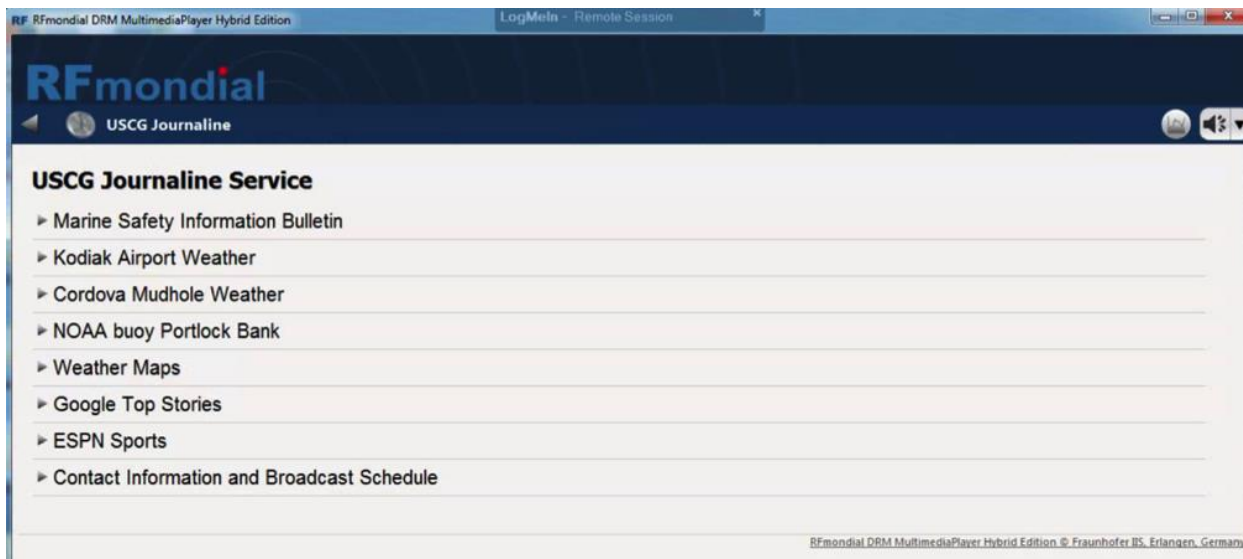 RF RFmondial DRM MultimediaPlayer Hybrid Edition
LogMeIn - Remote Session
RFmondial
USCG Journaline
USCG Journaline Service
Marine Safety Information Bulletin
Kodiak Airport Weather
Cordova Mudhole Weather
NOAA buoy Portlock Bank
Weather Maps
Google Top Stories
ESPN Sports
Contact Information and Broadcast Schedule
RFmondial DRM MultimediaPlayer Hybrid Edition © Fraunhofer IIS, Erlangen, Germany